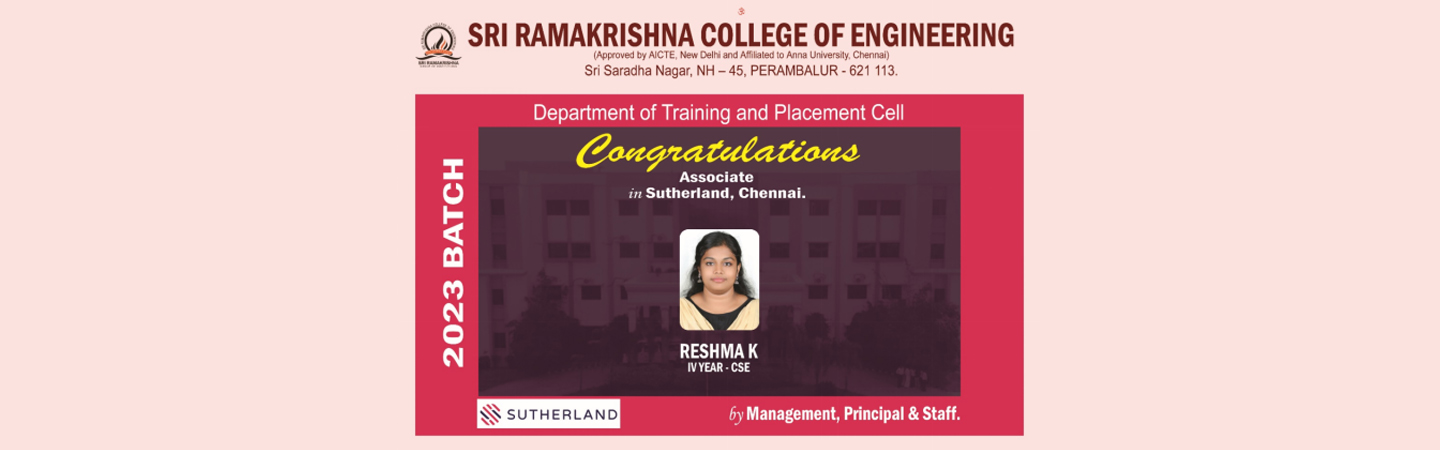 SRI RAMAKRISHNA COLLEGE OF ENGINEERING
(Approved by AICTE, New Delhi and Affiliated to Anna University, Chennai)
Sri Saradha Nagar, NH – 45, PERAMBALUR - 621 113.
Department of Training and Placement Cell
2023 BATCH
Congratulations
Associate
in Sutherland, Chennai.
RESHMA K
IV YEAR - CSE
SUTHERLAND
by Management, Principal & Staff.